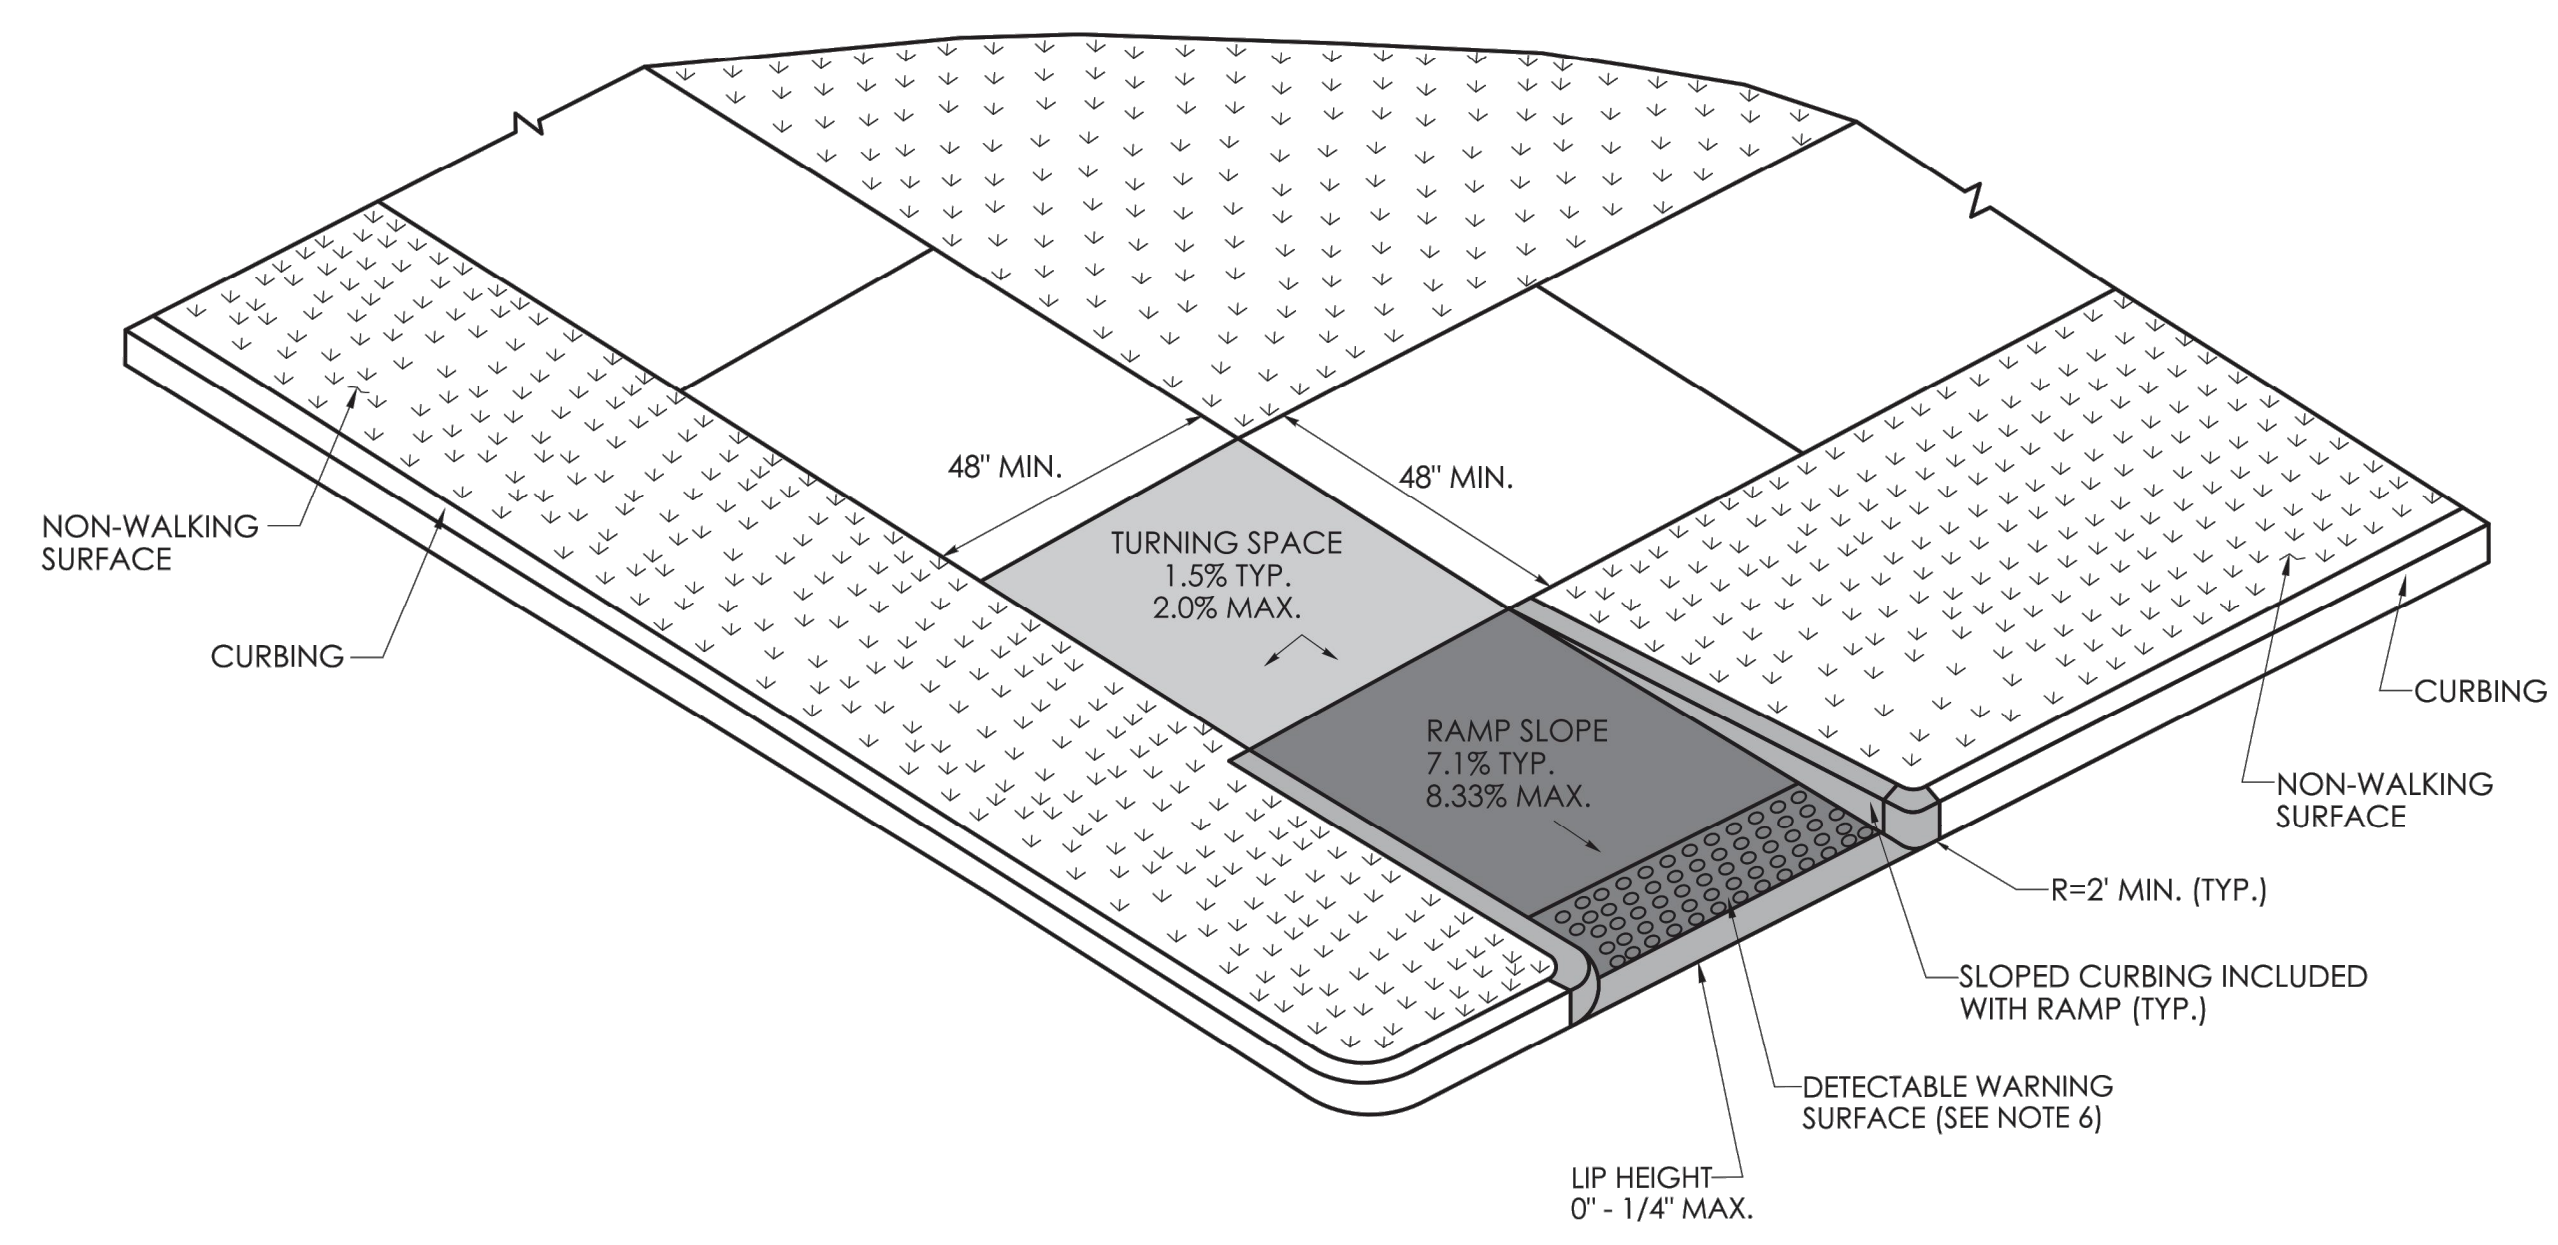 48" MIN.
48" MIN.
TURNING SPACE
1.5% TYP.
2.0% MAX.
NON-WALKING
SURFACE
CURBING
RAMP SLOPE
7.1% TYP.
8.33% MAX.
CURBING
NON-WALKING
SURFACE
R=2' MIN. (TYP.)
SLOPED CURBING INCLUDED
WITH RAMP (TYP.)
DETECTABLE WARNING
SURFACE (SEE NOTE 6)
LIP HEIGHT
0" - 1/4" MAX.